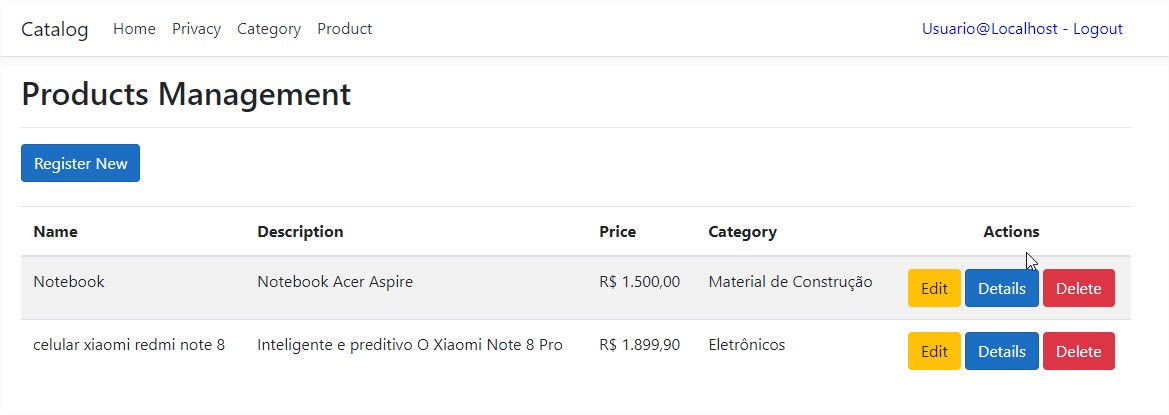 Catalog Home Privacy Category Product Usuario@Localhost - Logout
Products Management
Register New
Name Description Price Category Actions
Notebook Notebook Acer Aspire R$ 1.500,00 Material de Construção Edit Details Delete
celular xiaomi redmi note 8 Inteligente e preditivo O Xiaomi Note 8 Pro R$ 1.899,90 Eletrônicos Edit Details Delete